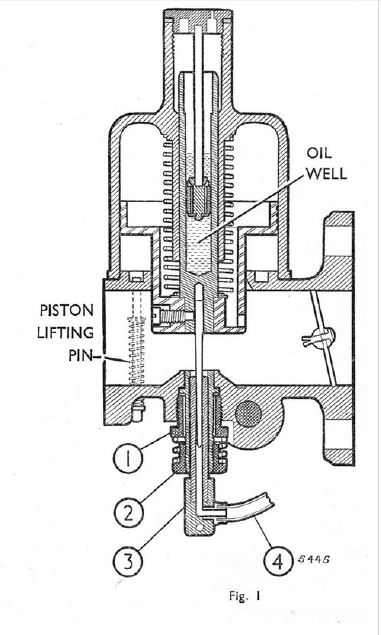 OIL
WELL
PISTON
LIFTING
PIN
1
2
3
4 5445
Fig. 1